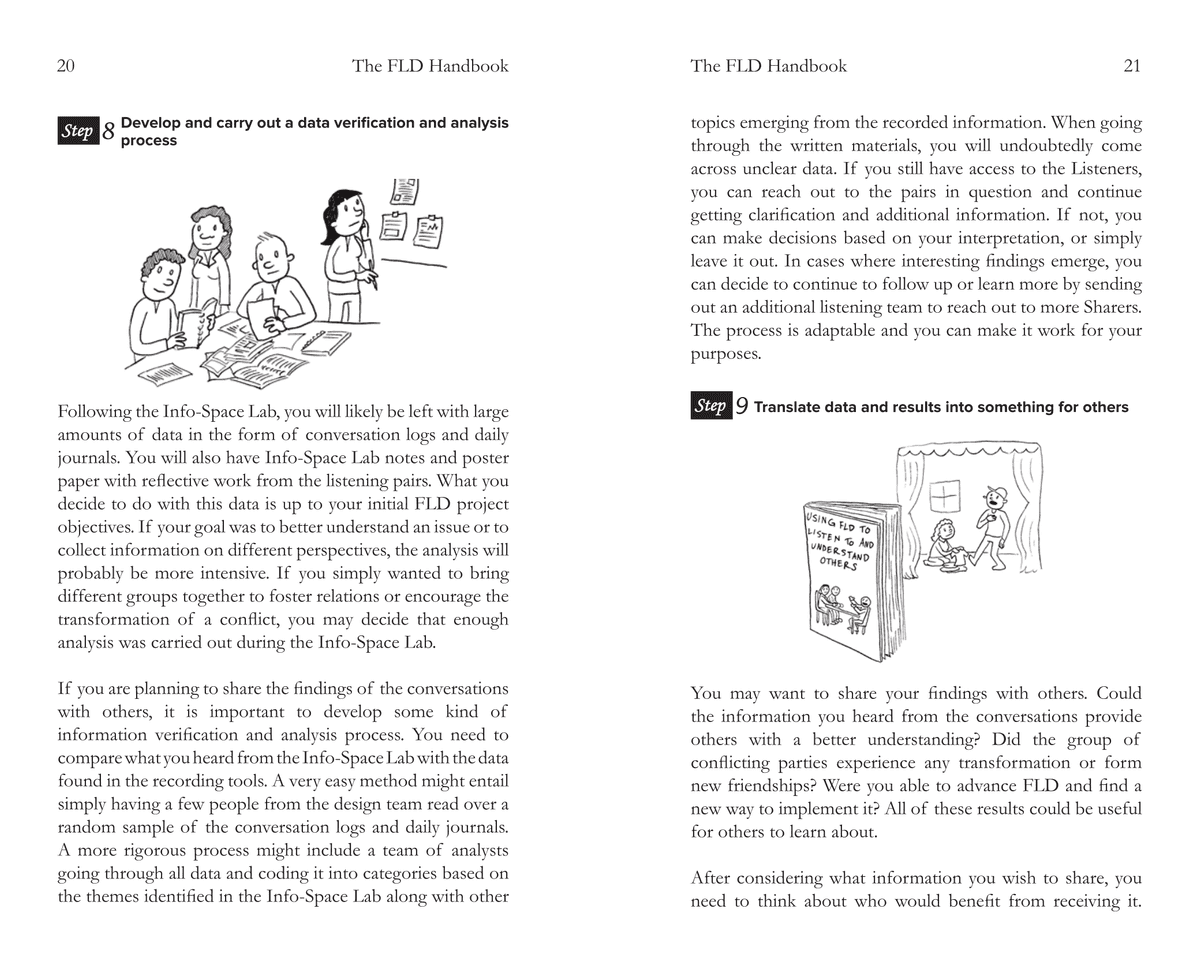 20
The FLD Handbook
Step 8 Develop and carry out a data verification and analysis
process
Following the Info-Space Lab, you will likely be left with large
amounts of data in the form of conversation logs and daily
journals. You will also have Info-Space Lab notes and poster
paper with reflective work from the listening pairs. What you
decide to do with this data is up to your initial FLD project
objectives. If your goal was to better understand an issue or to
collect information on different perspectives, the analysis will
probably be more intensive. If you simply wanted to bring
different groups together to foster relations or encourage the
transformation of a conflict, you may decide that enough
analysis was carried out during the Info-Space Lab.
If you are planning to share the findings of the conversations
with others, it is important to develop some kind of
information verification and analysis process. You need to
compare what you heard from the Info-Space Lab with the data
found in the recording tools. A very easy method might entail
simply having a few people from the design team read over a
random sample of the conversation logs and daily journals.
A more rigorous process might include a team of analysts
going through all data and coding it into categories based on
the themes identified in the Info-Space Lab along with other
The FLD Handbook
21
topics emerging from the recorded information. When going
through the written materials, you will undoubtedly come
across unclear data. If you still have access to the Listeners,
you can reach out to the pairs in question and continue
getting clarification and additional information. If not, you
can make decisions based on your interpretation, or simply
leave it out. In cases where interesting findings emerge, you
can decide to continue to follow up or learn more by sending
out an additional listening team to reach out to more Sharers.
The process is adaptable and you can make it work for your
purposes.
Step 9 Translate data and results into something for others
USING FLD TO
LISTEN TO AND
UNDERSTAND
OTHERS
You may want to share your findings with others. Could
the information you heard from the conversations provide
others with a better understanding? Did the group of
conflicting parties experience any transformation or form
new friendships? Were you able to advance FLD and find a
new way to implement it? All of these results could be useful
for others to learn about.
After considering what information you wish to share, you
need to think about who would benefit from receiving it.